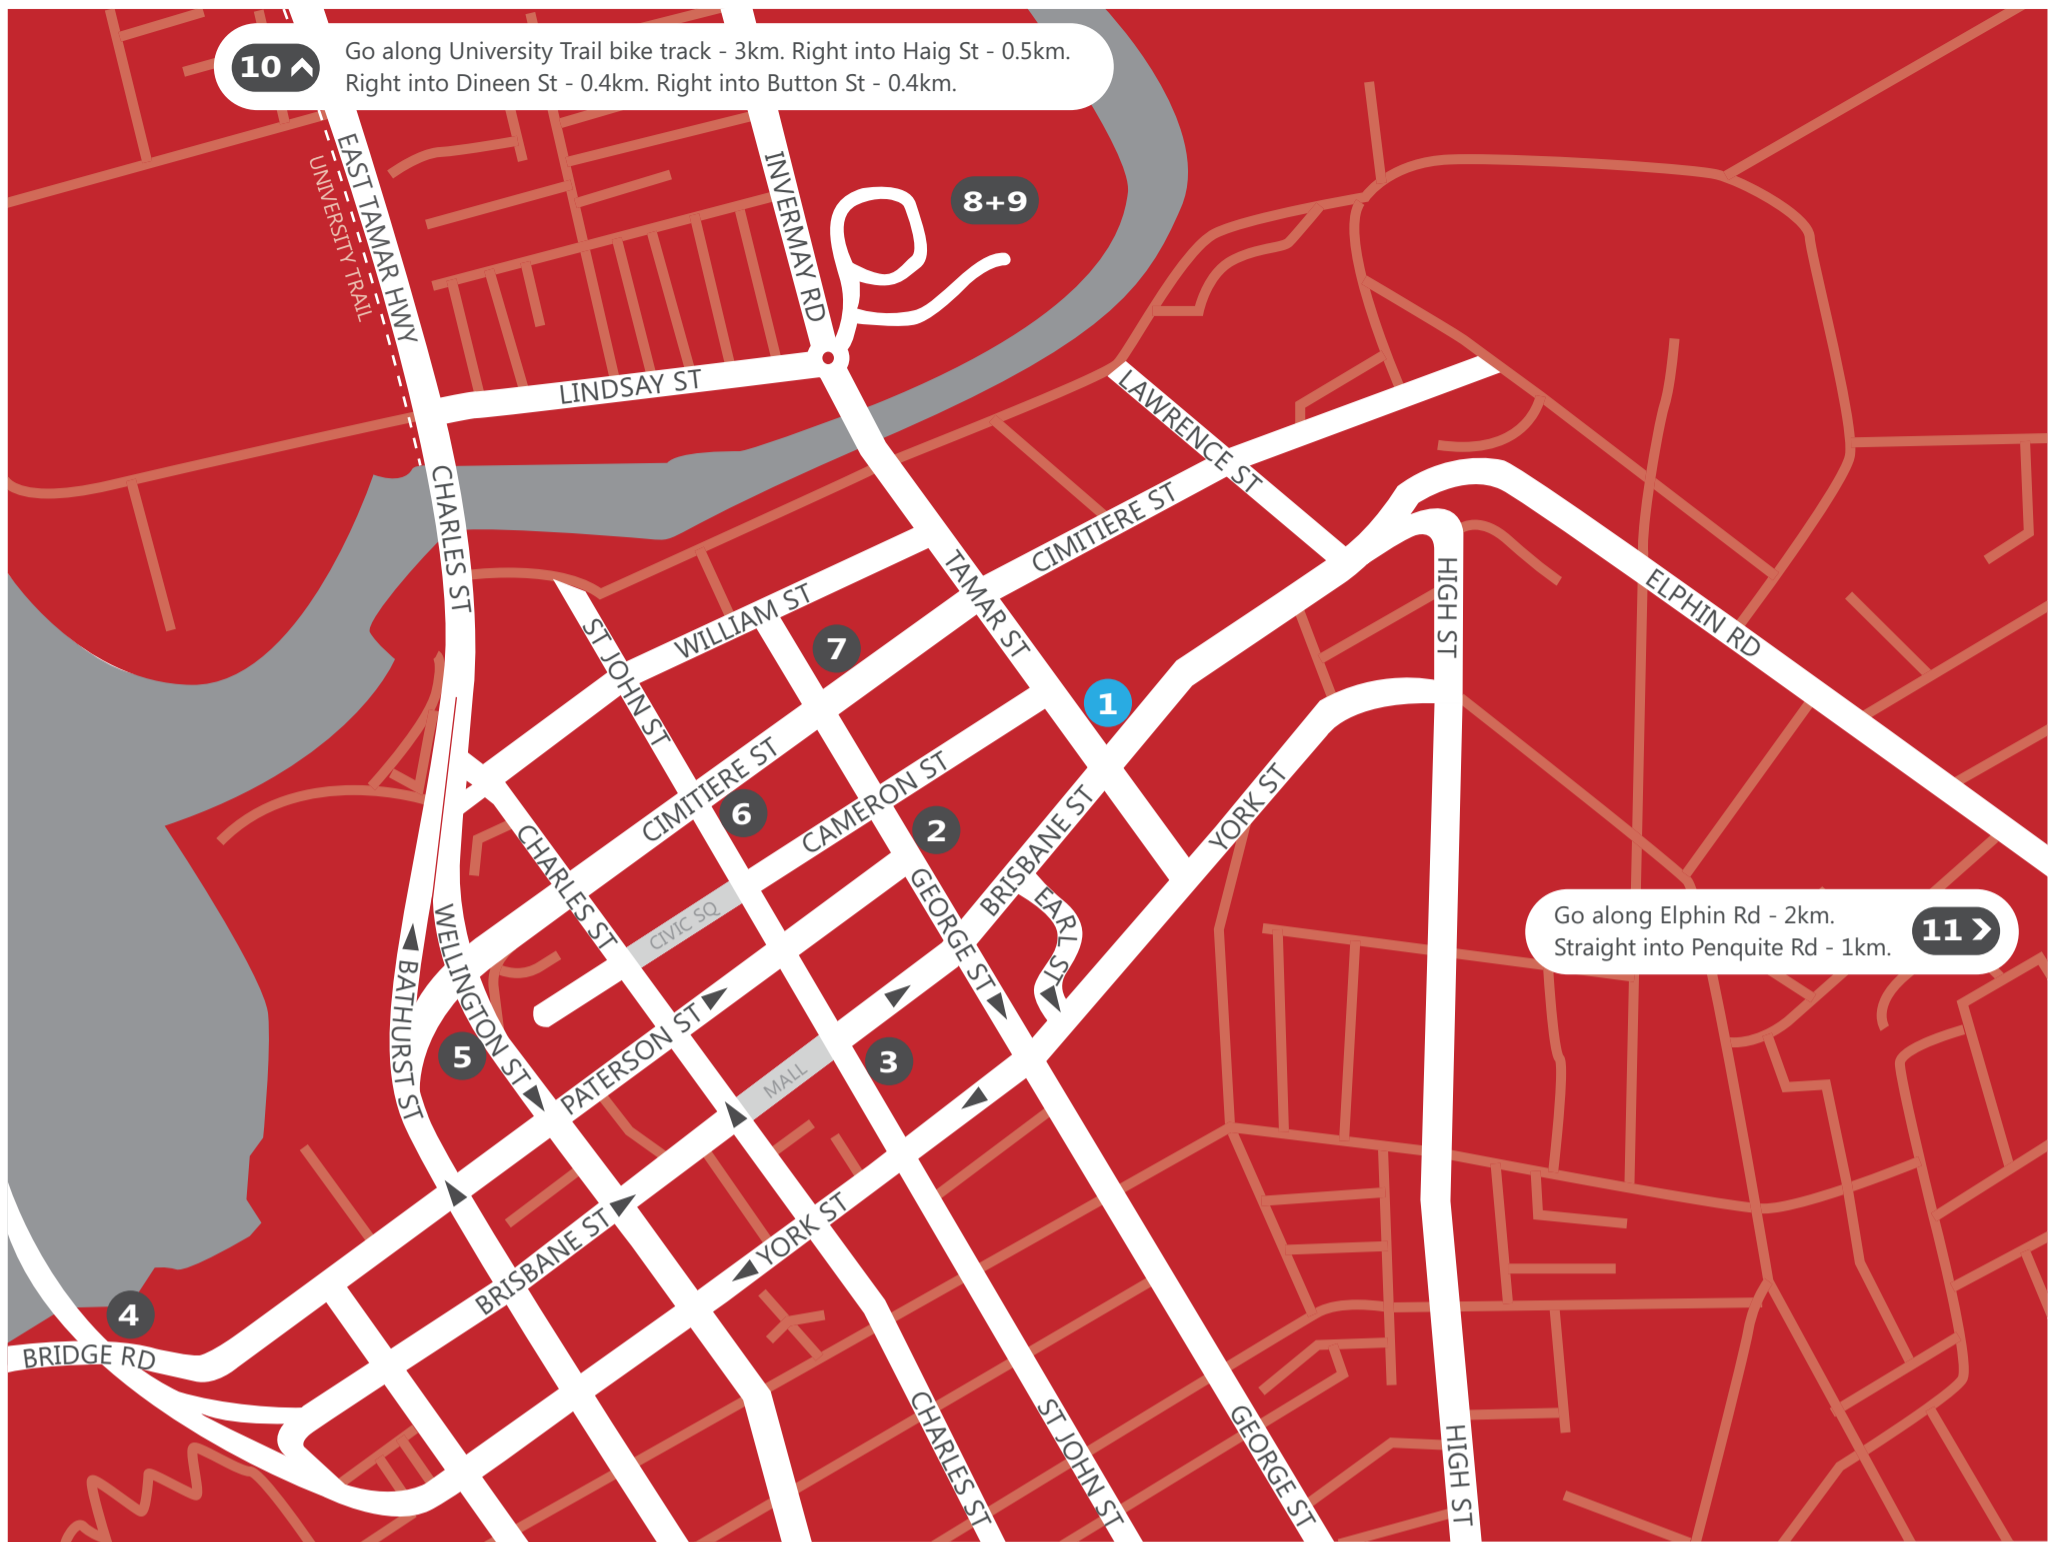 10
Go along University Trail bike track - 3km. Right into Haig St - 0.5km.
Right into Dineen St - 0.4km. Right into Button St - 0.4km.
EAST TAMAR HWY
UNIVERSITY TRAIL
INVERMAY RD
8+9
LINDSAY ST
LAWRENCE ST
CHARLES ST
CIMITIERE ST
TAMAR ST
HIGH ST
ELPHIN RD
WILLIAM ST
ST JOHN ST
7
1
CIMITIERE ST
6
CAMERON ST
2
YORK ST
BRISBANE ST
CHARLES ST
CIVIC SQ
GEORGE ST
EARL ST
Go along Elphin Rd - 2km.
Straight into Penquite Rd - 1km.
11
WELLINGTON ST
BATHURST ST
5
PATERSON ST
MALL
3
BRISBANE ST
YORK ST
4
BRIDGE RD
CHARLES ST
ST JOHN ST
GEORGE ST
HIGH ST